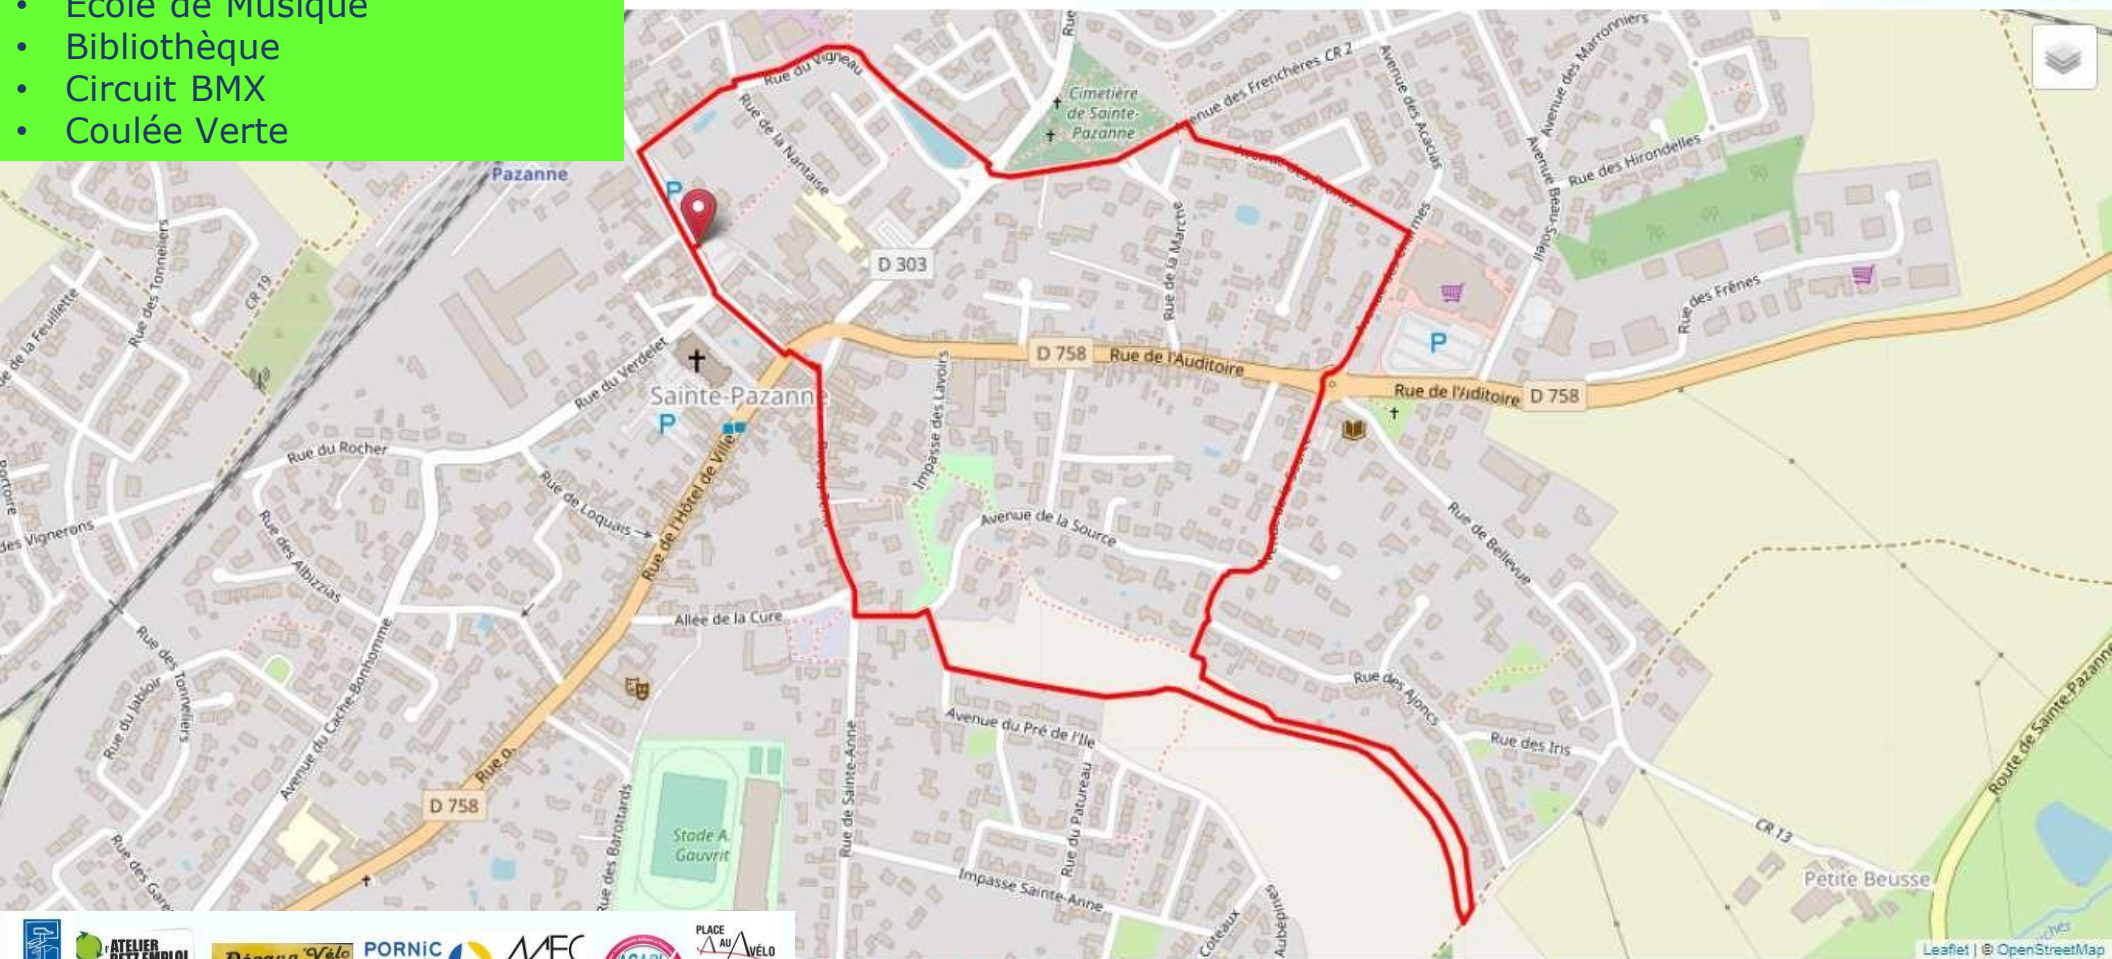 • École de Musique
• Bibliothèque
• Circuit BMX
• Coulée Verte
Pazanne
P
Rue du Vigneau
Rue de la Nantaise
Cimetière
de Sainte-
Pazanne
Avenue des Frenchères CR 2
Avenue des Acacias
Avenue des Marronniers
Avenue Beau-Soleil
Rue des Hirondelles
Rue des Frênes
Rue de la Marche
D 303
Rue des Tonneliers
CR 19
Rue de la Feuillette
Rue du Verdelet
Sainte-Pazanne
P
D 758
Rue de l'Auditoire
P
Rue de l'Auditoire
D 758
Impasse des Lavoirs
Rue du Rocher
Rue de Loquais
Rue de l'Hôtel de Ville
des Vignerons
Rue des Albizzias
Avenue de la Source
Rue de Bellevue
Allée de la Cure
Rue des Tonneliers
Rue du Jabloir
Avenue du Cache-Bonhomme
Rue des Ajoncs
Rue des Iris
Avenue du Pré de l'Ile
Rue de Sainte-Anne
Rue du Patureau
D 758
Stade A.
Gauvrit
Rue des Barottards
Impasse Sainte-Anne
Coteaux
Aubépines
CR 13
Petite Beusse
Route de Sainte-Pazanne
ATELIER
RETZ EMPLOI
PORNIC
PLACE
AU
VÉLO
Leaflet | © OpenStreetMap